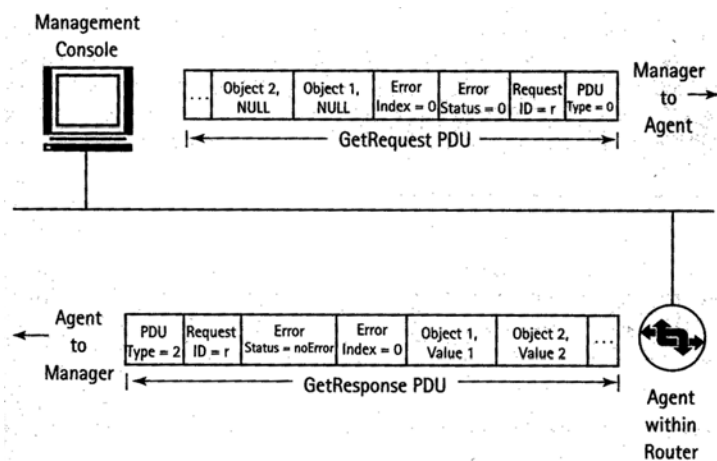 Management
Console
... Object 2, NULL Object 1, NULL Error Index = 0 Error Status = 0 Request ID = r PDU Type = 0
GetRequest PDU
Manager
to
Agent
Agent
to
Manager
PDU Type = 2 Request ID = r Error Status = noError Error Index = 0 Object 1, Value 1 Object 2, Value 2 ...
GetResponse PDU
Agent
within
Router